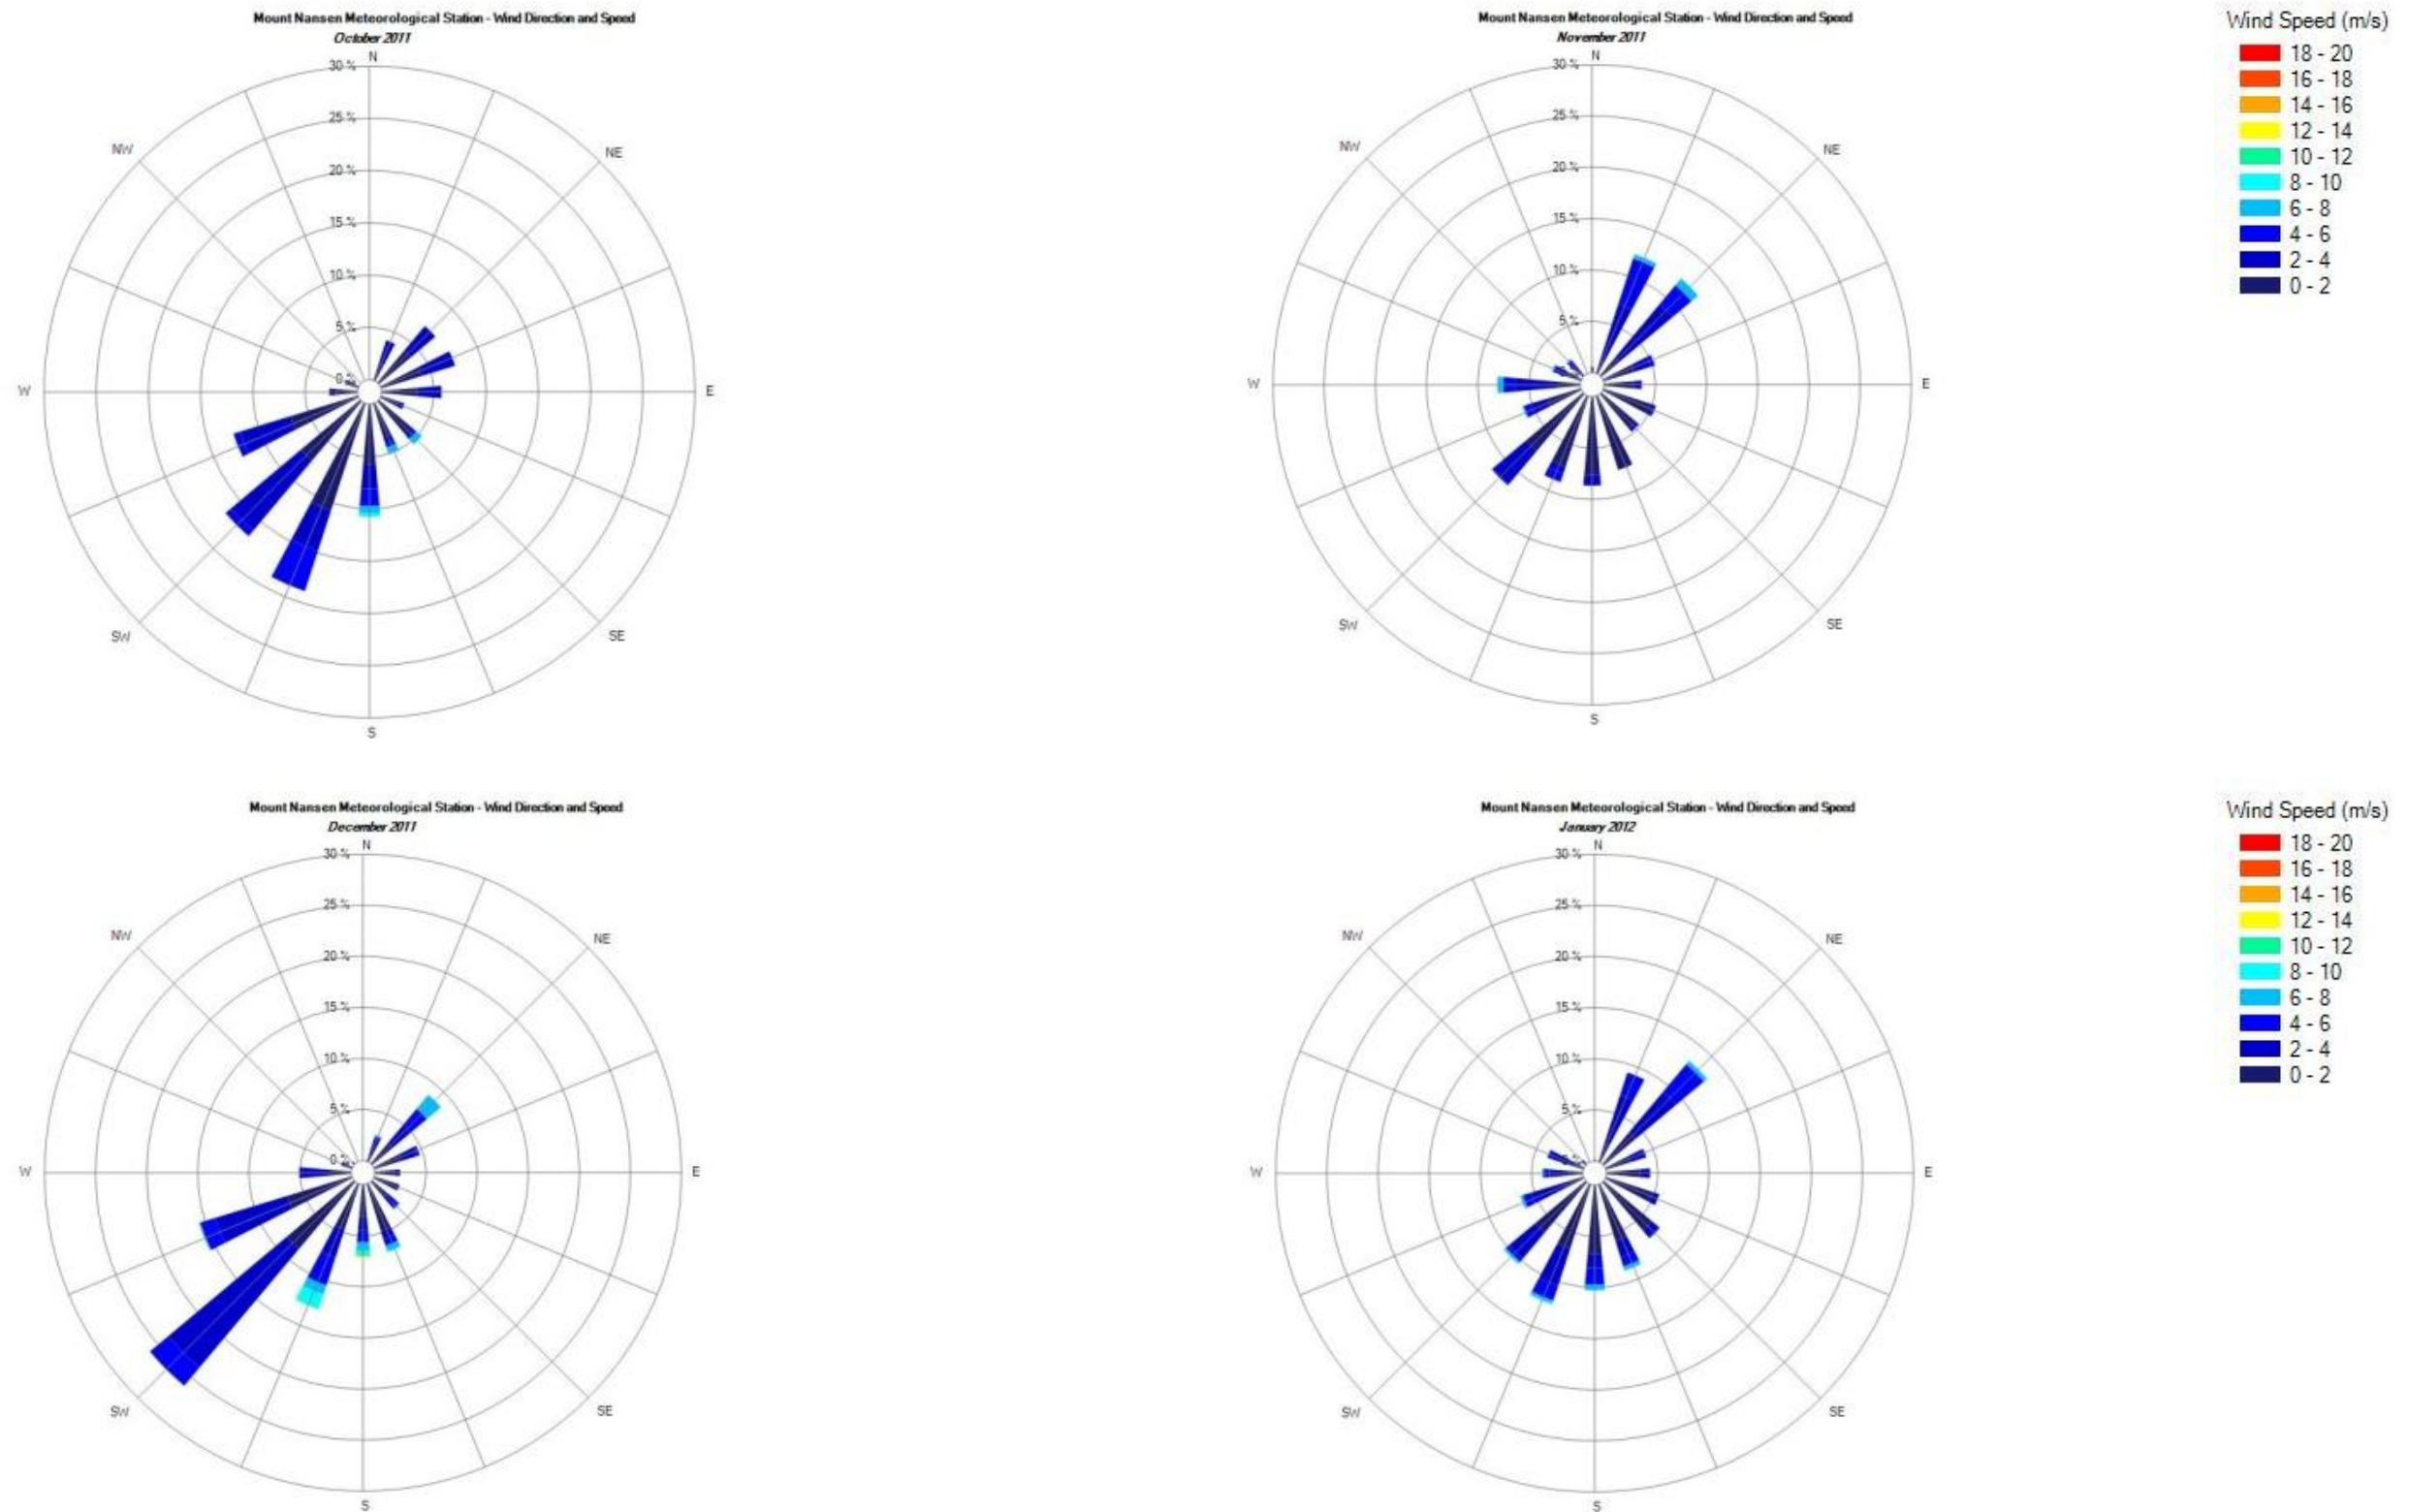 Mount Nansen Meteorological Station - Wind Direction and Speed
October 2011
N
30 %
25 %
20 %
15 %
10 %
5 %
0 %
NW
NE
W
E
SW
SE
S
Mount Nansen Meteorological Station - Wind Direction and Speed
November 2011
N
30 %
25 %
20 %
15 %
10 %
5 %
NW
NE
W
E
SW
SE
S
Wind Speed (m/s)
18 - 20
16 - 18
14 - 16
12 - 14
10 - 12
8 - 10
6 - 8
4 - 6
2 - 4
0 - 2
Mount Nansen Meteorological Station - Wind Direction and Speed
December 2011
N
30 %
25 %
20 %
15 %
10 %
5 %
0 %
NW
NE
W
E
SW
SE
S
Mount Nansen Meteorological Station - Wind Direction and Speed
January 2012
N
30 %
25 %
20 %
15 %
10 %
5 %
NW
NE
W
E
SW
SE
S
Wind Speed (m/s)
18 - 20
16 - 18
14 - 16
12 - 14
10 - 12
8 - 10
6 - 8
4 - 6
2 - 4
0 - 2